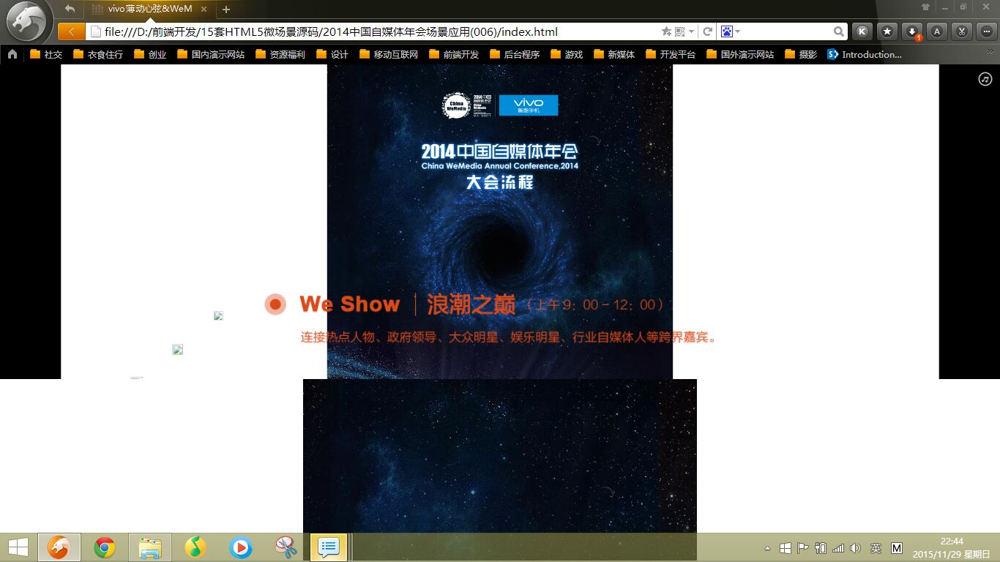 vivo薄动心弦&WeM
file:///D:/前端开发/15套HTML5微场景源码/2014中国自媒体年会场景应用(006)/index.html
K
1
A
社交 衣食住行 创业 国内演示网站 资源福利 设计 移动互联网 前端开发 后台程序 游戏 新媒体 开发平台 国外演示网站 摄影 Introduction...
China
WeMedia
vivo
智能手机
2014中国自媒体年会
China WeMedia Annual Conference,2014
大会流程
We Show 浪潮之巅 (上午9:00-12:00)
连接热点人物、政府领导、大众明星、娱乐明星、行业自媒体人等跨界嘉宾。
英 M
22:44
2015/11/29 星期日